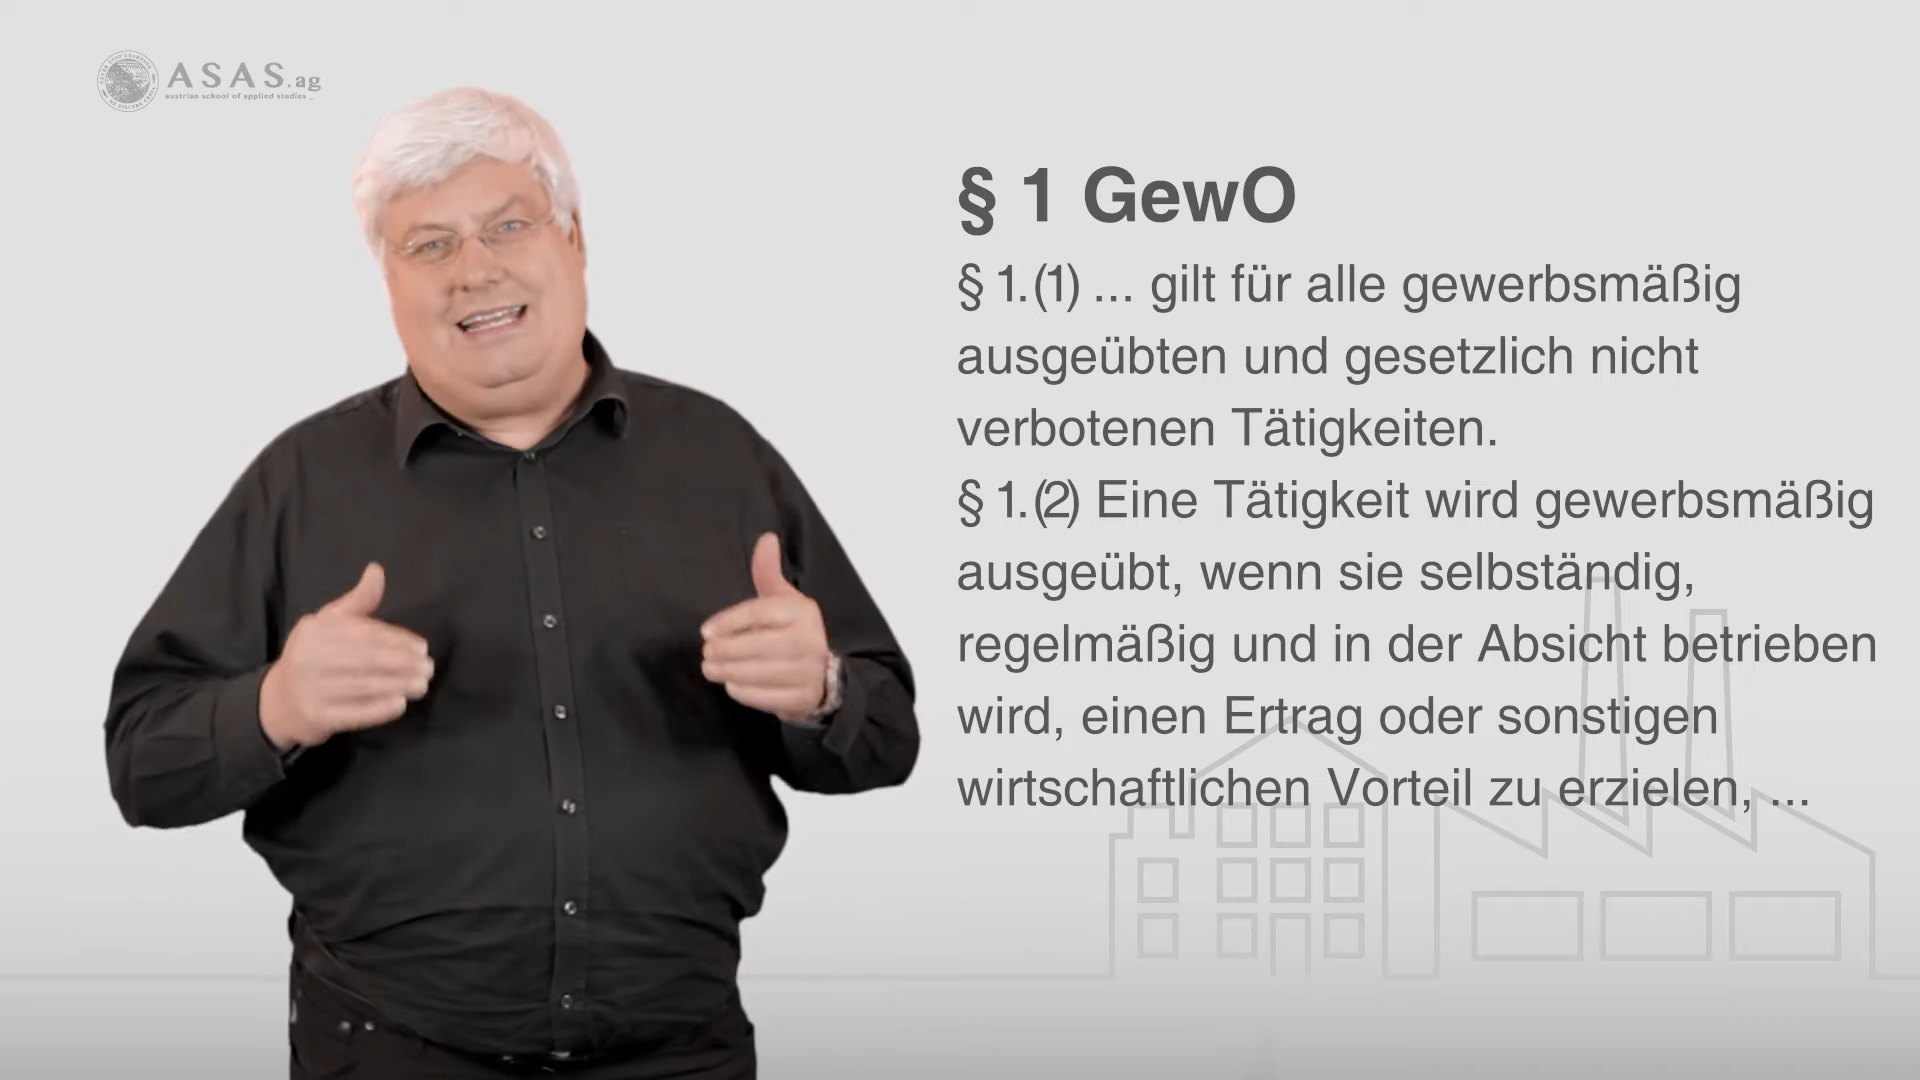 ASAS.ag
austrian school of applied studies
§ 1 GewO
§ 1.(1) ... gilt für alle gewerbsmäßig
ausgeübten und gesetzlich nicht
verbotenen Tätigkeiten.
§ 1.(2) Eine Tätigkeit wird gewerbsmäßig
ausgeübt, wenn sie selbständig,
regelmäßig und in der Absicht betrieben
wird, einen Ertrag oder sonstigen
wirtschaftlichen Vorteil zu erzielen, ...